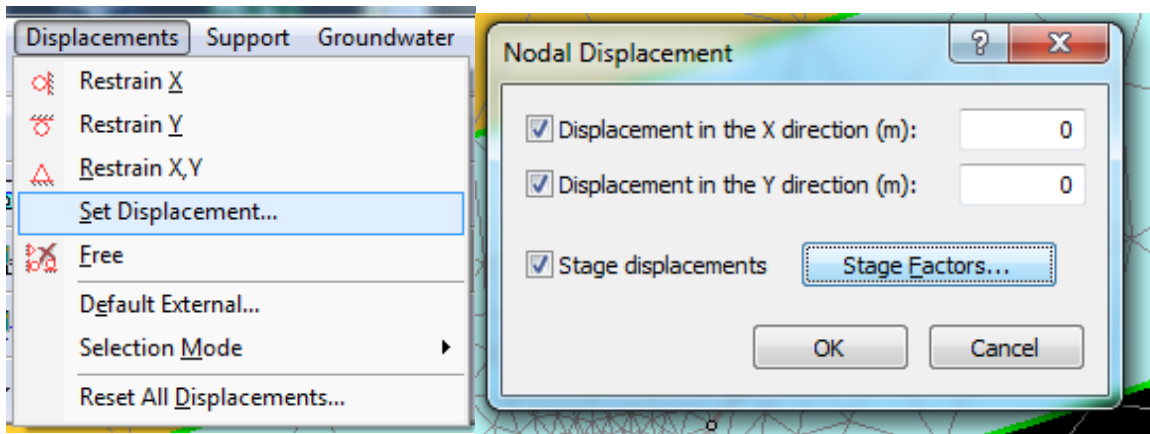 Displacements Support Groundwater
Restrain X
Restrain Y
Restrain X,Y
Set Displacement...
Free
Default External...
Selection Mode
Reset All Displacements...
Nodal Displacement
?
Displacement in the X direction (m): 0
Displacement in the Y direction (m): 0
Stage displacements Stage Factors...
OK Cancel